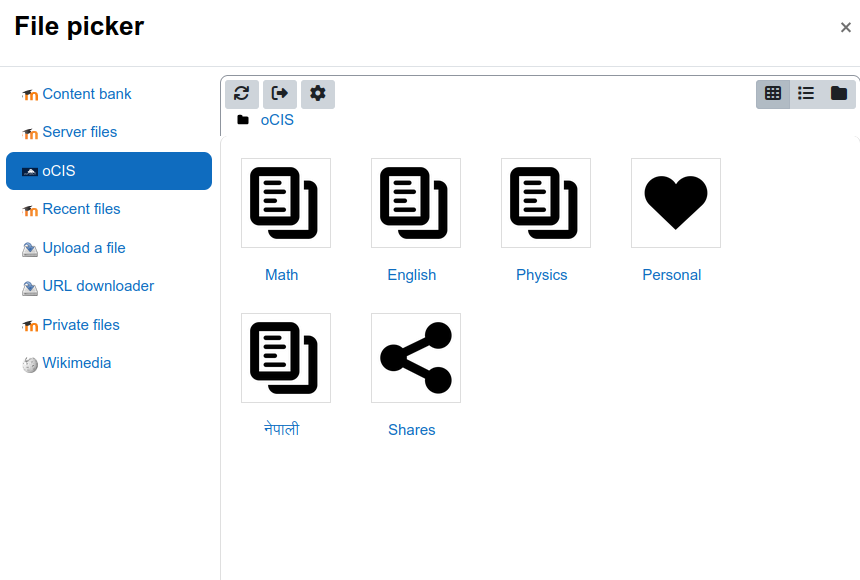 File picker
×
Content bank
Server files
oCIS
Recent files
Upload a file
URL downloader
Private files
Wikimedia
oCIS
Math English Physics Personal
नेपाली Shares